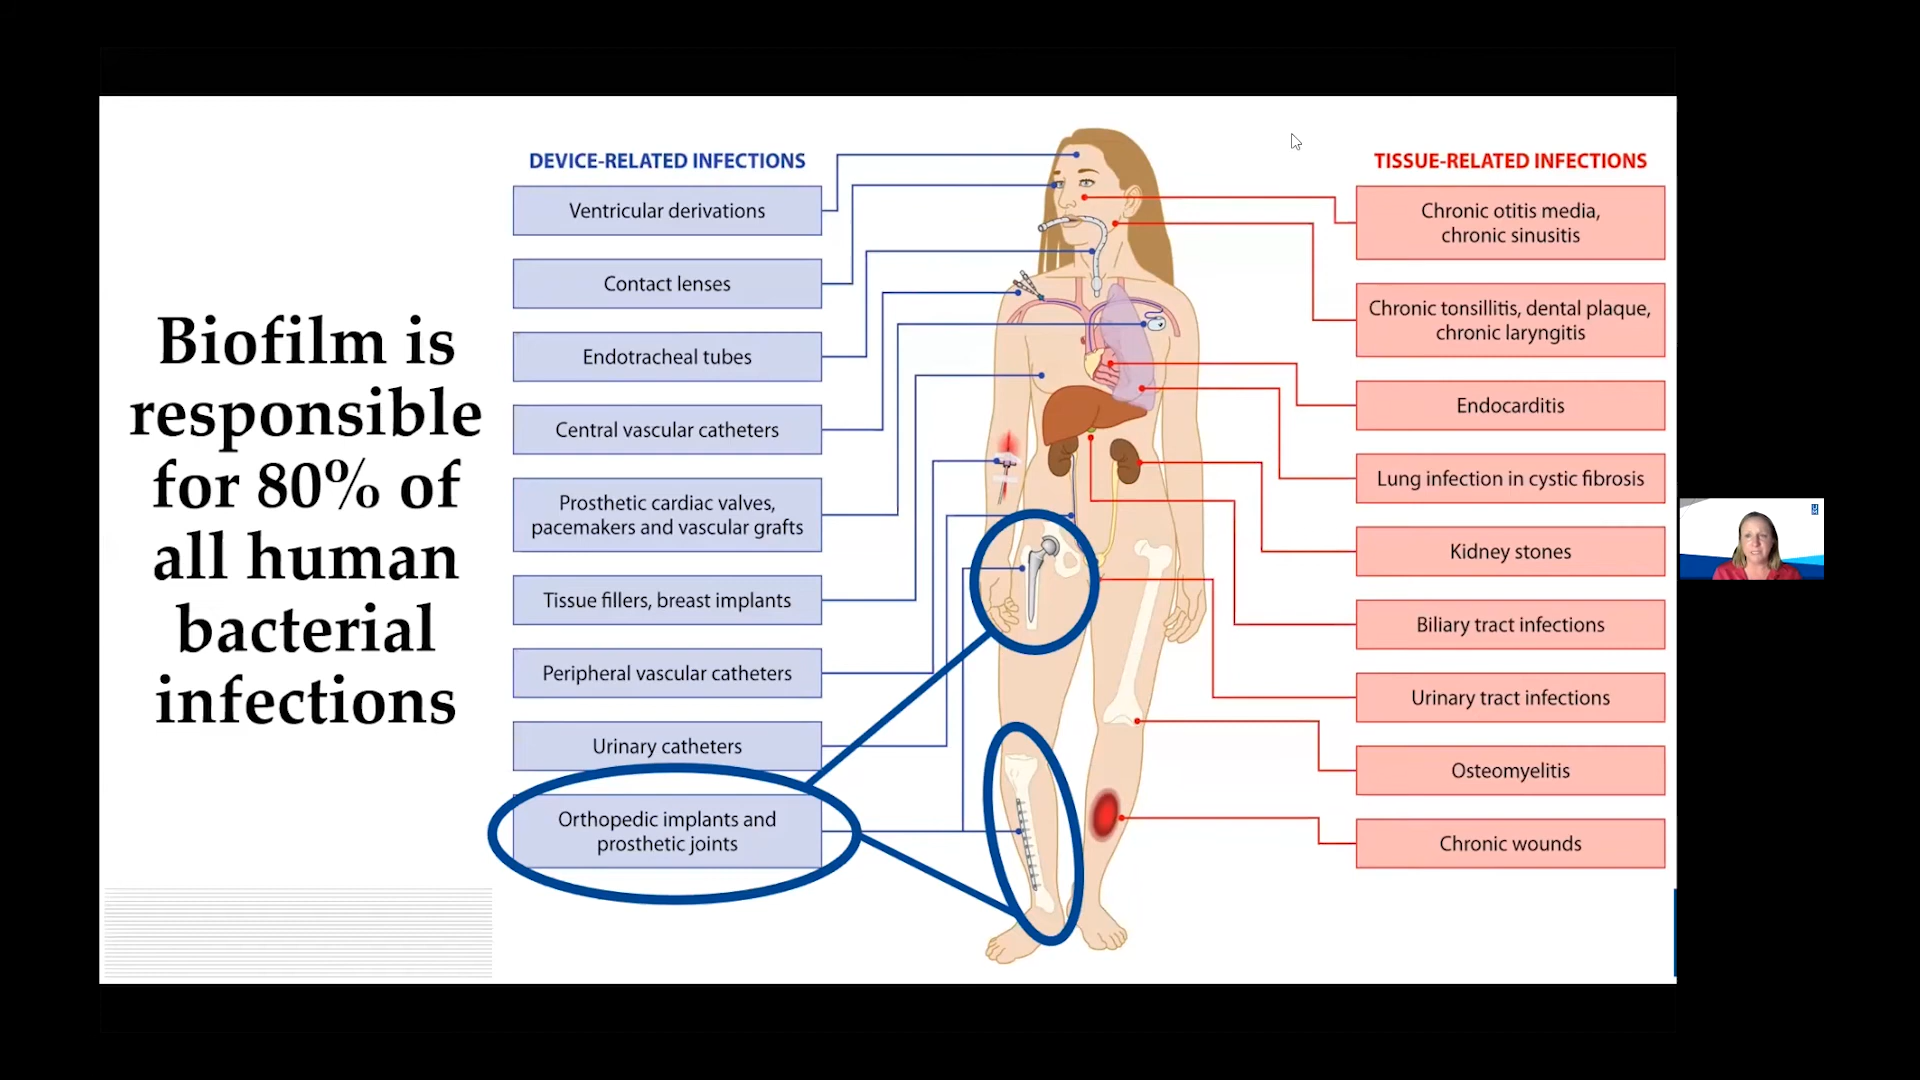 Biofilm is
responsible
for 80% of
all human
bacterial
infections
DEVICE-RELATED INFECTIONS
Ventricular derivations
Contact lenses
Endotracheal tubes
Central vascular catheters
Prosthetic cardiac valves,
pacemakers and vascular grafts
Tissue fillers, breast implants
Peripheral vascular catheters
Urinary catheters
Orthopedic implants and
prosthetic joints
TISSUE-RELATED INFECTIONS
Chronic otitis media,
chronic sinusitis
Chronic tonsillitis, dental plaque,
chronic laryngitis
Endocarditis
Lung infection in cystic fibrosis
Kidney stones
Biliary tract infections
Urinary tract infections
Osteomyelitis
Chronic wounds